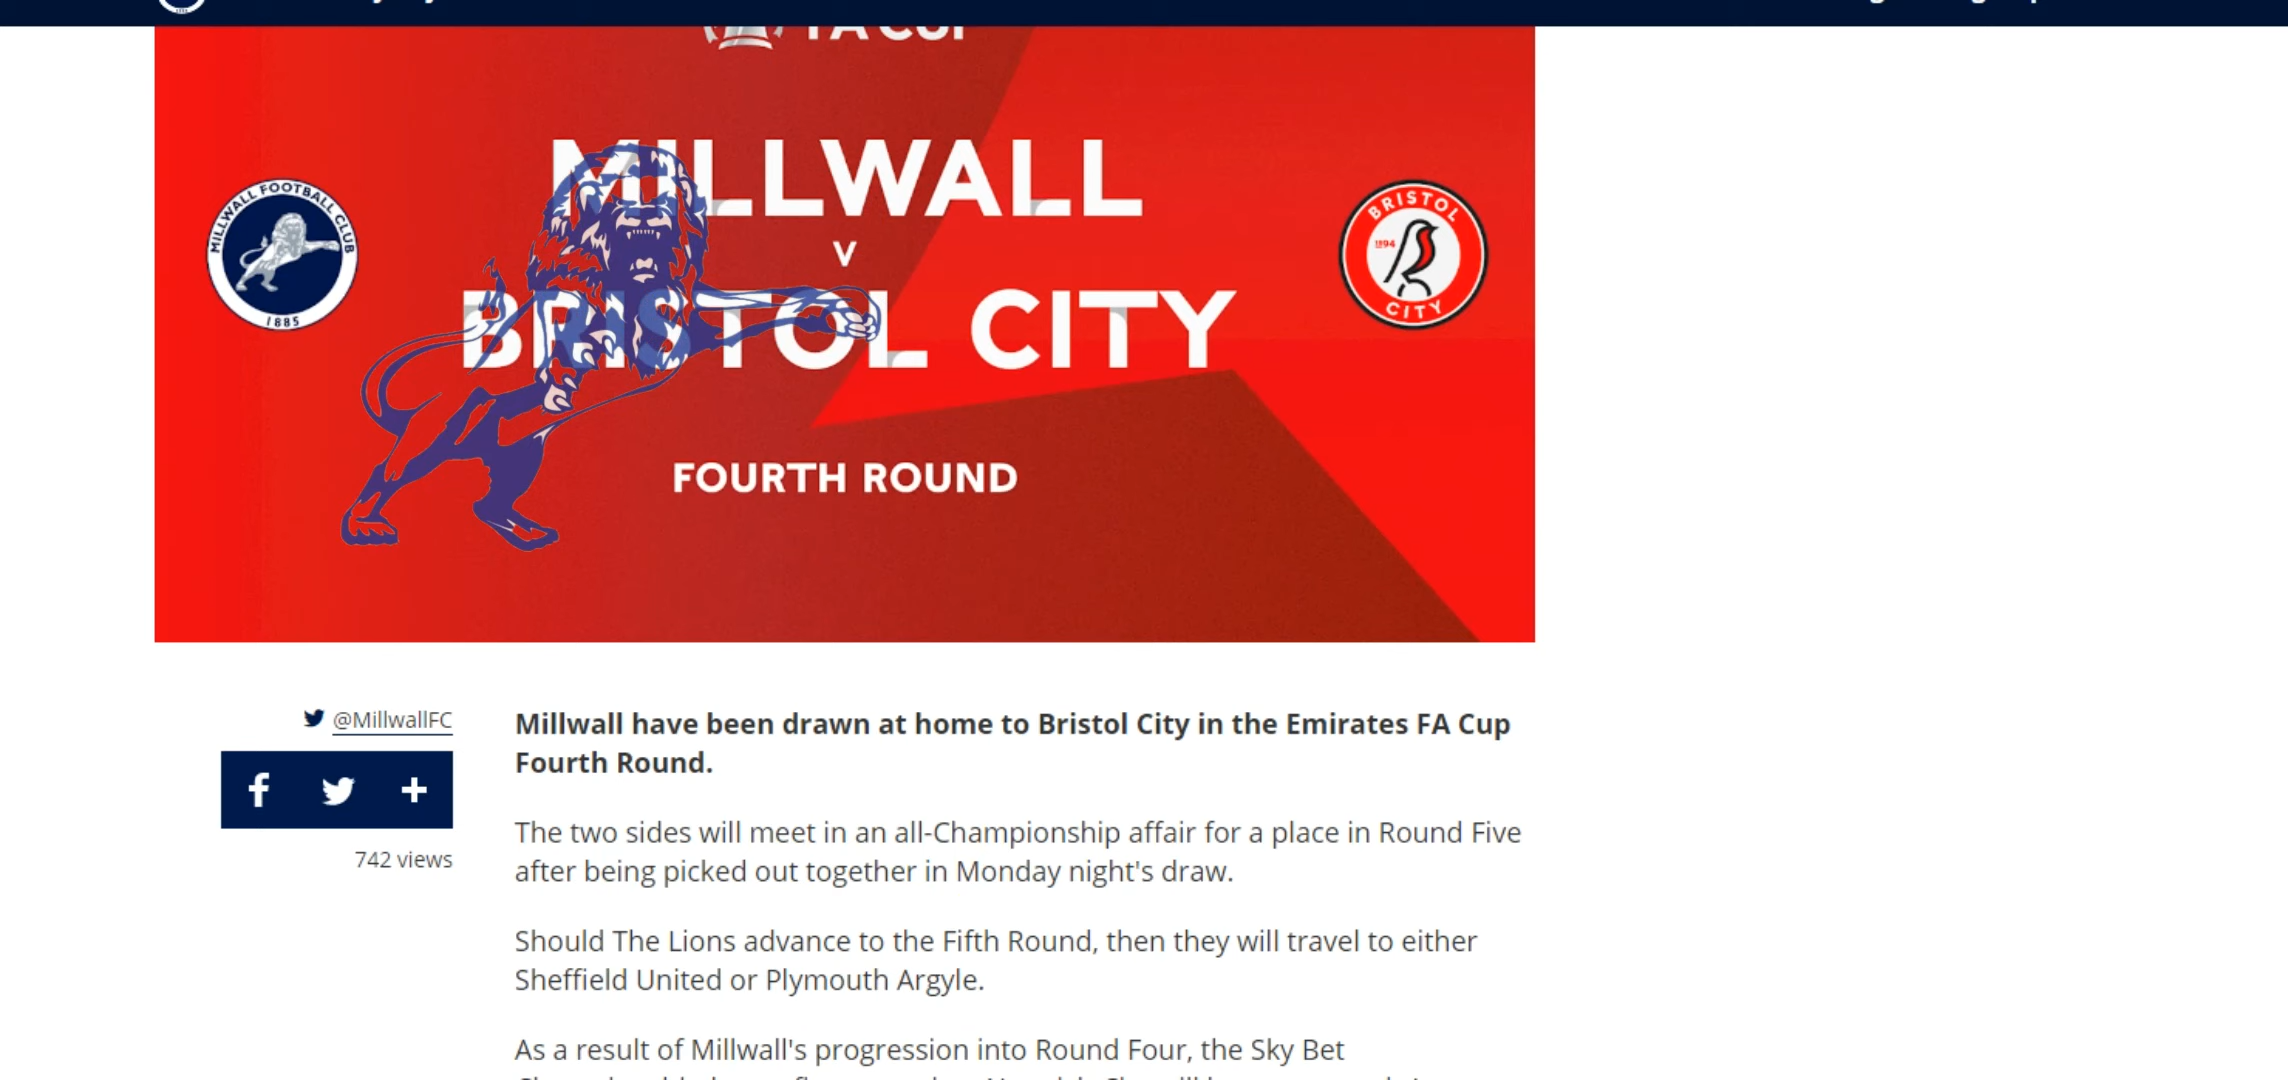 FA CUP
MILLWALL
v
BRISTOL CITY
FOURTH ROUND
MILLWALL FOOTBALL CLUB
1885
BRISTOL
1894
CITY
@MillwallFC
742 views
Millwall have been drawn at home to Bristol City in the Emirates FA Cup
Fourth Round.
The two sides will meet in an all-Championship affair for a place in Round Five
after being picked out together in Monday night's draw.
Should The Lions advance to the Fifth Round, then they will travel to either
Sheffield United or Plymouth Argyle.
As a result of Millwall's progression into Round Four, the Sky Bet